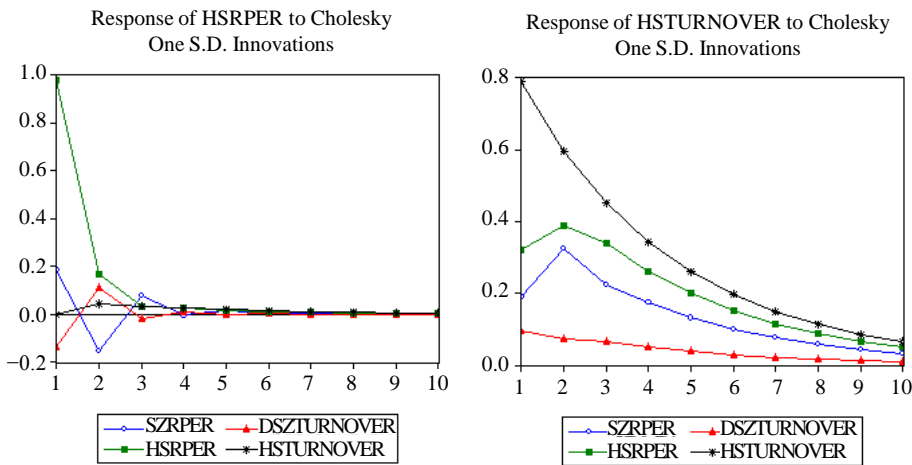 Response of HSRPER to Cholesky
One S.D. Innovations
1.0
0.8
0.6
0.4
0.2
0.0
−0.2
1 2 3 4 5 6 7 8 9 10
SZRPER DSZTURNOVER
HSRPER HSTURNOVER
Response of HSTURNOVER to Cholesky
One S.D. Innovations
0.8
0.6
0.4
0.2
0.0
1 2 3 4 5 6 7 8 9 10
SZRPER DSZTURNOVER
HSRPER HSTURNOVER